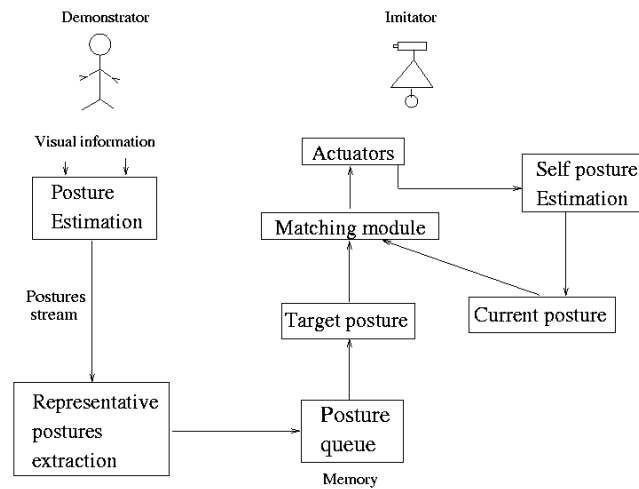 Demonstrator
Imitator
Visual information
Posture
Estimation
Actuators
Self posture
Estimation
Matching module
Postures
stream
Target posture
Current posture
Representative
postures
extraction
Posture
queue
Memory